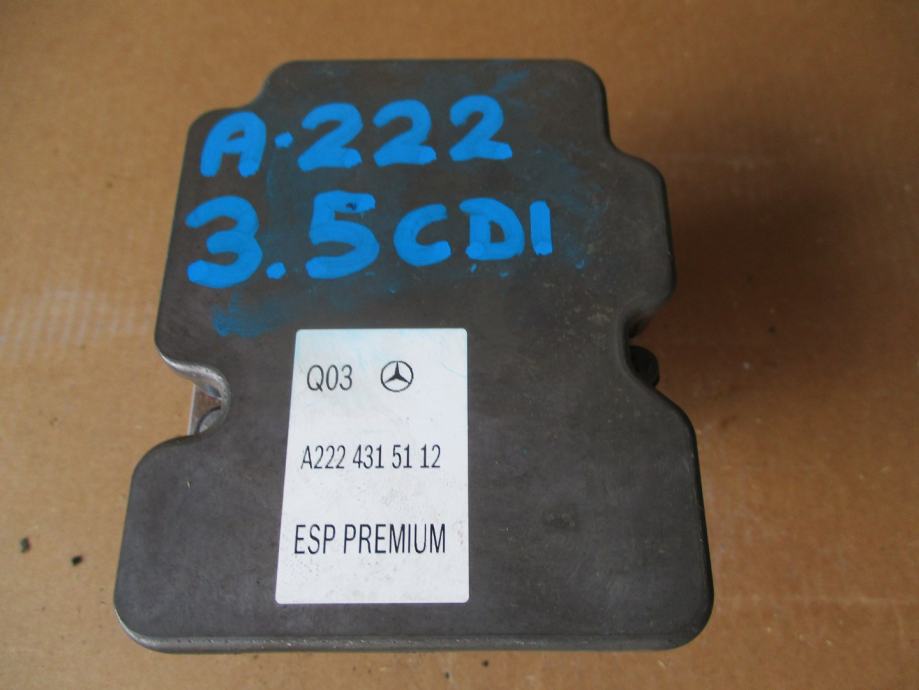 A-222
3.5CDI
Q03
A222 431 51 12
ESP PREMIUM